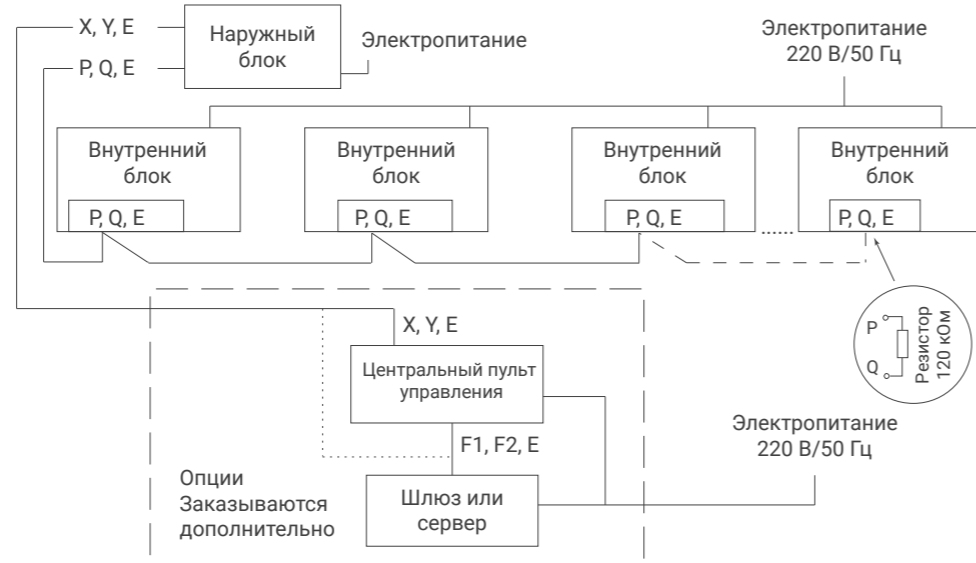 X, Y, E
P, Q, E
Наружный
блок
Электропитание
Электропитание
220 В/50 Гц
Внутренний
блок
P, Q, E
Внутренний
блок
P, Q, E
Внутренний
блок
P, Q, E
......
Внутренний
блок
P, Q, E
P
Q
Резистор
120 кОм
X, Y, E
Центральный пульт
управления
F1, F2, E
Шлюз или
сервер
Опции
Заказываются
дополнительно
Электропитание
220 В/50 Гц